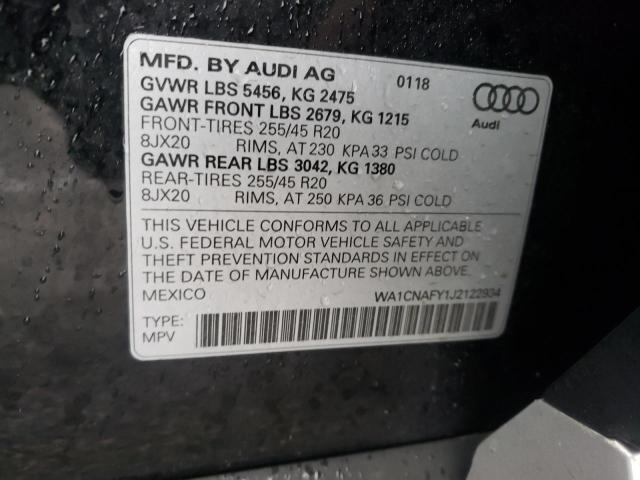 MFD. BY AUDI AG 0118
GVWR LBS 5456, KG 2475
GAWR FRONT LBS 2679, KG 1215
FRONT-TIRES 255/45 R20
8JX20 RIMS, AT 230 KPA 33 PSI COLD
GAWR REAR LBS 3042, KG 1380
REAR-TIRES 255/45 R20
8JX20 RIMS, AT 250 KPA 36 PSI COLD
Audi
THIS VEHICLE CONFORMS TO ALL APPLICABLE
U.S. FEDERAL MOTOR VEHICLE SAFETY AND
THEFT PREVENTION STANDARDS IN EFFECT ON
THE DATE OF MANUFACTURE SHOWN ABOVE.
MEXICO WA1CNAFY1J2122934
TYPE:
MPV